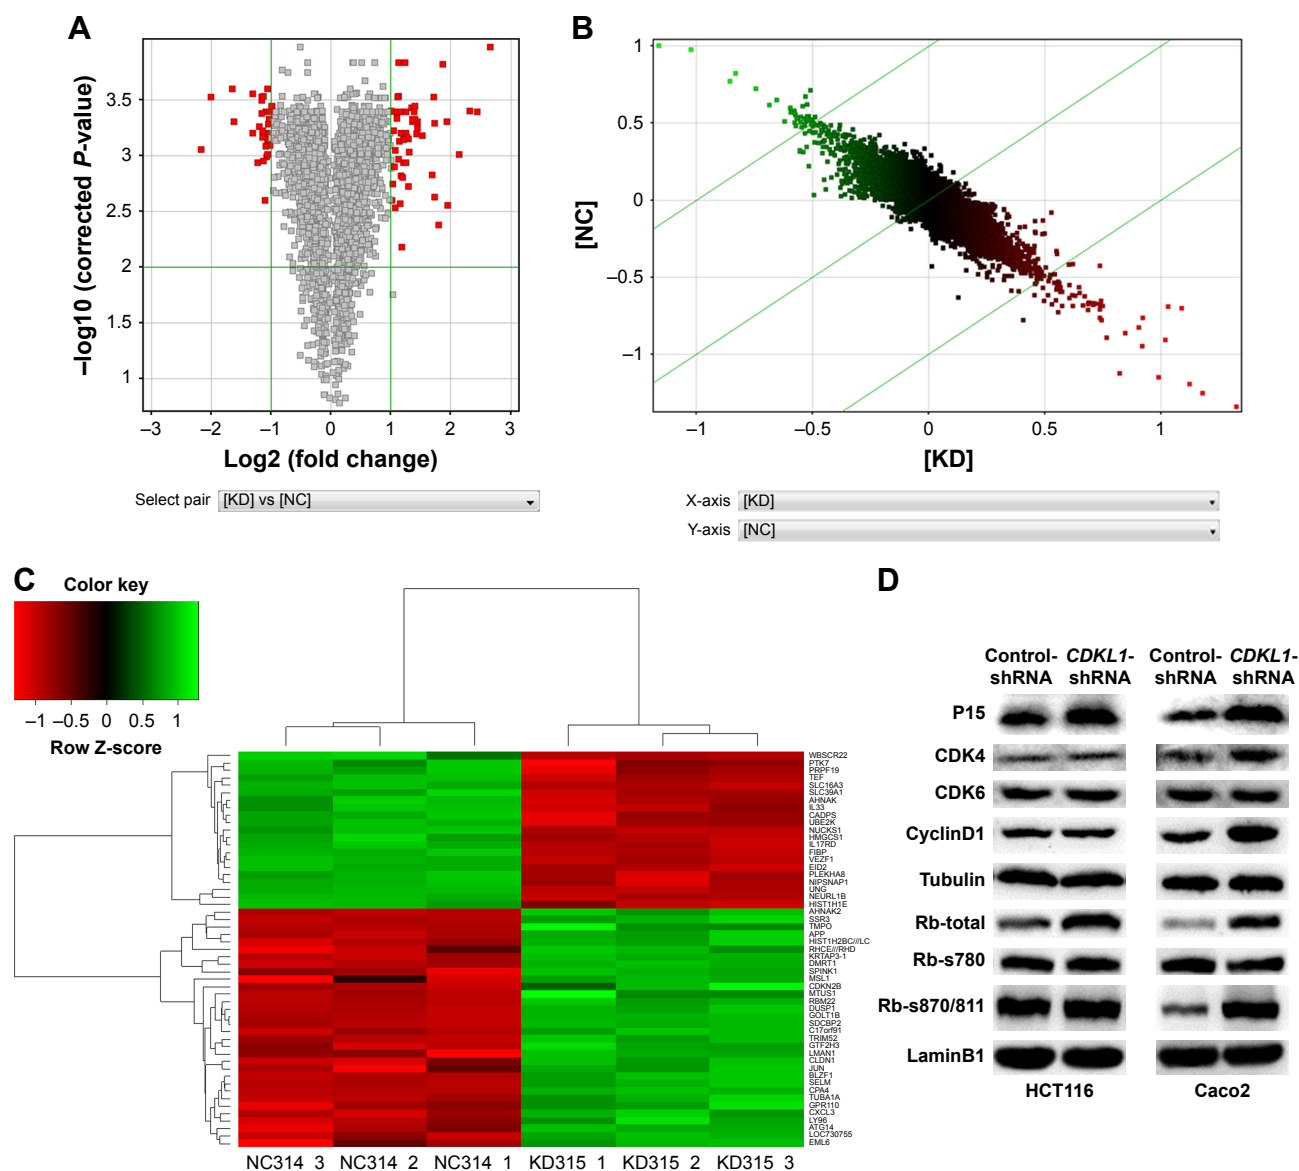 A
–log10 (corrected P-value)
3.5
3
2.5
2
1.5
1
–3 –2 –1 0 1 2 3
Log2 (fold change)
Select pair [KD] vs [NC]
B
[NC]
1
0.5
0
–0.5
–1
–1 –0.5 0 0.5 1
[KD]
X-axis [KD]
Y-axis [NC]
C
Color key
–1 –0.5 0 0.5 1
Row Z-score
WBSCR22
PTK7
PRPF19
TEF
SLC16A3
SLC39A1
AHNAK
IL33
CADPS
UBE2K
NUCKS1
HMGCS1
IL17RD
FIBP
VEZF1
EID2
PLEKHA8
NIPSNAP1
UNG
NEURL1B
HIST1H1E
AHNAK2
SSR3
TMPO
APP
HIST1H2BC///LC
RHCE///RHD
KRTAP3-1
DMRT1
SPINK1
MSL1
CDKN2B
MTUS1
RBM22
DUSP1
GOLT1B
SDCBP2
C17orf91
TRIM52
GTF2H3
LMAN1
CLDN1
JUN
BLZF1
SELM
CPA4
TUBA1A
GPR110
CXCL3
LY96
ATG14
LOC730755
EML6
NC314_3 NC314_2 NC314_1 KD315_1 KD315_2 KD315_3
D
Control- CDKL1- Control- CDKL1-
shRNA shRNA shRNA shRNA
P15
CDK4
CDK6
CyclinD1
Tubulin
Rb-total
Rb-s780
Rb-s870/811
LaminB1
HCT116 Caco2